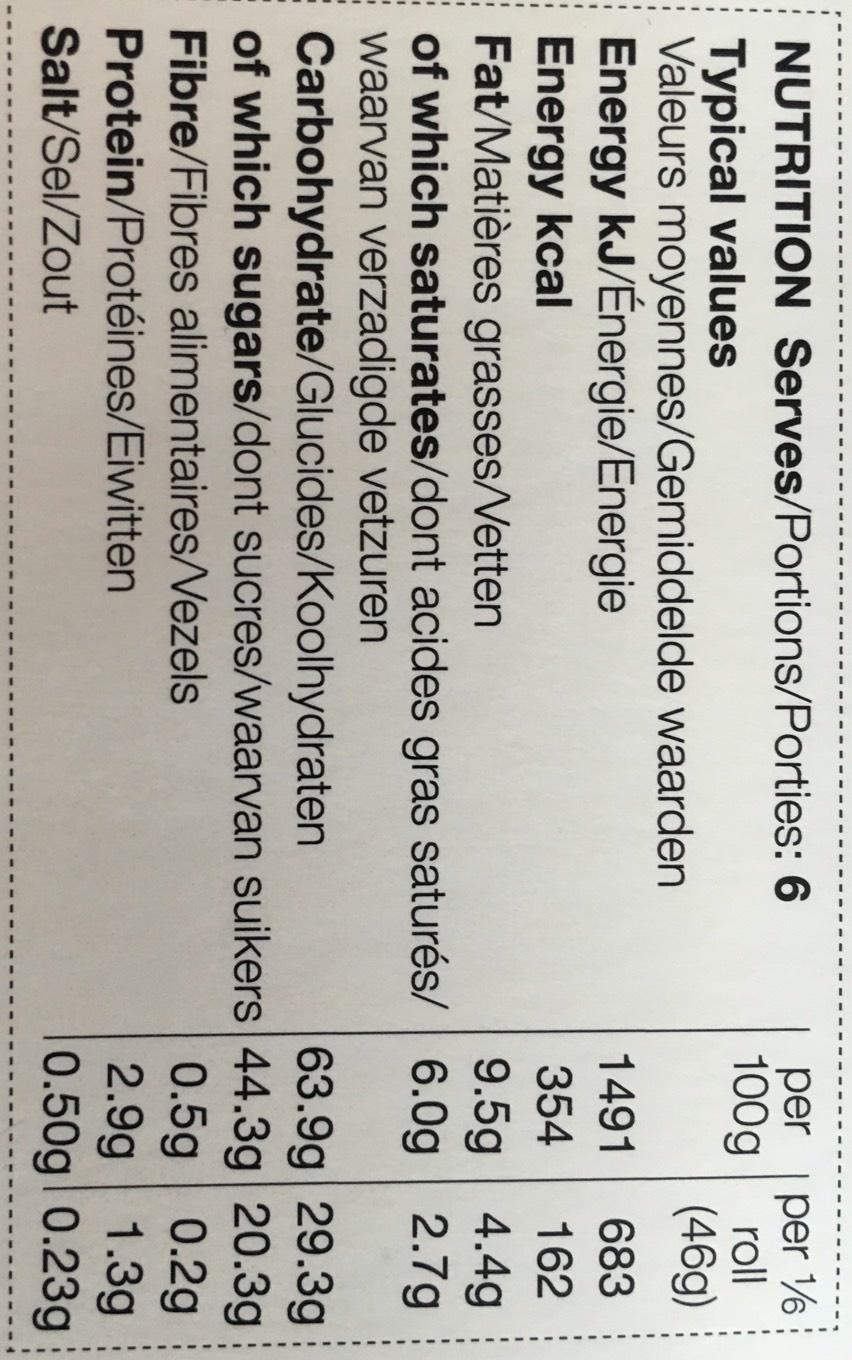 NUTRITION Serves/Portions/Porties: 6 per 100g per ⅙ roll (46g)
Typical values
Valeurs moyennes/Gemiddelde waarden
Energy kJ/Énergie/Energie 1491 683
Energy kcal 354 162
Fat/Matières grasses/Vetten 9.5g 4.4g
of which saturates/dont acides gras saturés/ 6.0g 2.7g
waarvan verzadigde vetzuren
Carbohydrate/Glucides/Koolhydraten 63.9g 29.3g
of which sugars/dont sucres/waarvan suikers 44.3g 20.3g
Fibre/Fibres alimentaires/Vezels 0.5g 0.2g
Protein/Protéines/Eiwitten 2.9g 1.3g
Salt/Sel/Zout 0.50g 0.23g